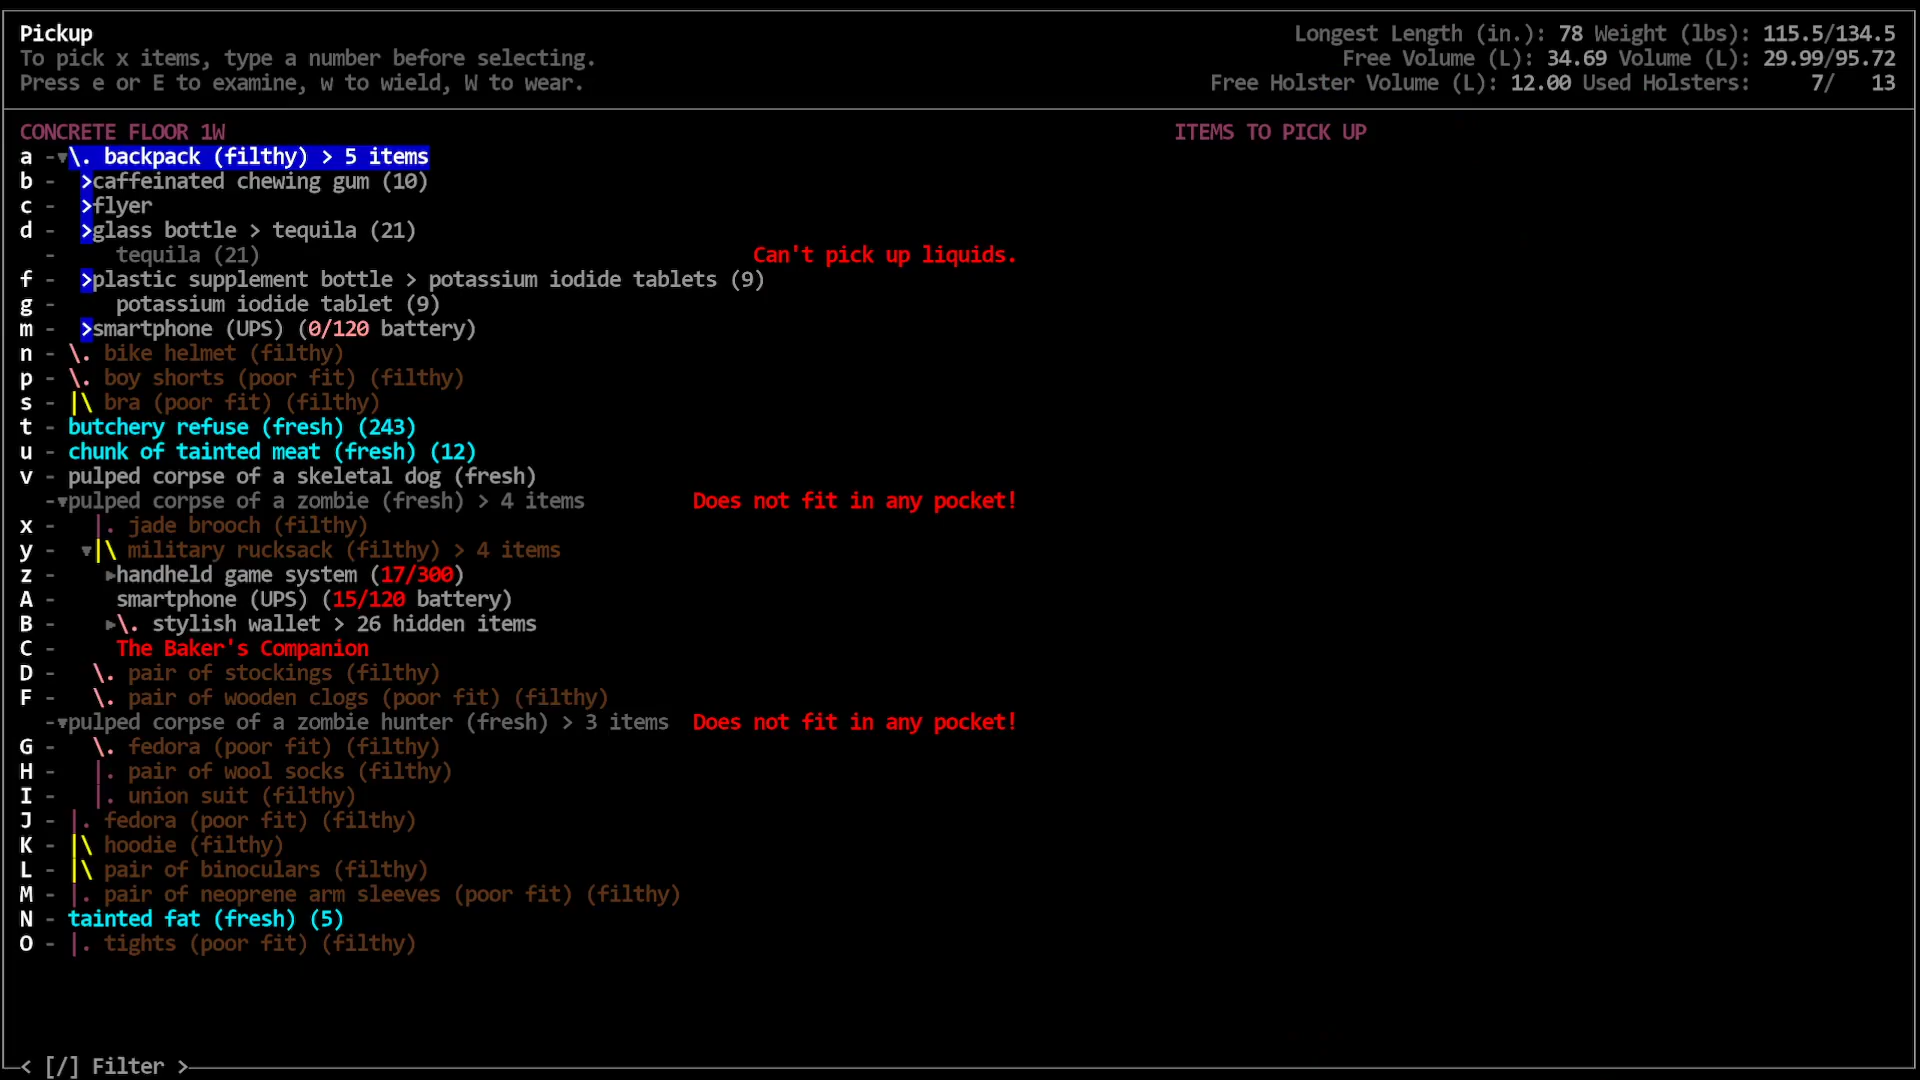 Pickup
To pick x items, type a number before selecting.
Press e or E to examine, w to wield, W to wear.
Longest Length (in.): 78 Weight (lbs): 115.5/134.5
Free Volume (L): 34.69 Volume (L): 29.99/95.72
Free Holster Volume (L): 12.00 Used Holsters: 7/ 13
CONCRETE FLOOR 1W
a -▾\. backpack (filthy) > 5 items
b - >caffeinated chewing gum (10)
c - >flyer
d - >glass bottle > tequila (21)
- tequila (21) Can't pick up liquids.
f - >plastic supplement bottle > potassium iodide tablets (9)
g - potassium iodide tablet (9)
m - >smartphone (UPS) (0/120 battery)
n - \. bike helmet (filthy)
p - \. boy shorts (poor fit) (filthy)
s - |\ bra (poor fit) (filthy)
t - butchery refuse (fresh) (243)
u - chunk of tainted meat (fresh) (12)
v - pulped corpse of a skeletal dog (fresh)
-▾pulped corpse of a zombie (fresh) > 4 items Does not fit in any pocket!
x - |. jade brooch (filthy)
y - ▾|\ military rucksack (filthy) > 4 items
z - ▸handheld game system (17/300)
A - smartphone (UPS) (15/120 battery)
B - ▸\. stylish wallet > 26 hidden items
C - The Baker's Companion
D - \. pair of stockings (filthy)
F - \. pair of wooden clogs (poor fit) (filthy)
-▾pulped corpse of a zombie hunter (fresh) > 3 items Does not fit in any pocket!
G - \. fedora (poor fit) (filthy)
H - |. pair of wool socks (filthy)
I - |. union suit (filthy)
J - |. fedora (poor fit) (filthy)
K - |\ hoodie (filthy)
L - |\ pair of binoculars (filthy)
M - |. pair of neoprene arm sleeves (poor fit) (filthy)
N - tainted fat (fresh) (5)
O - |. tights (poor fit) (filthy)
ITEMS TO PICK UP
< [/] Filter >